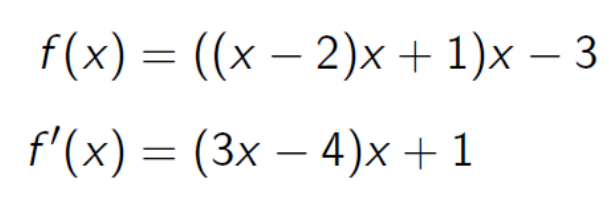 f(x) = ((x − 2)x + 1)x − 3
f′(x) = (3x − 4)x + 1